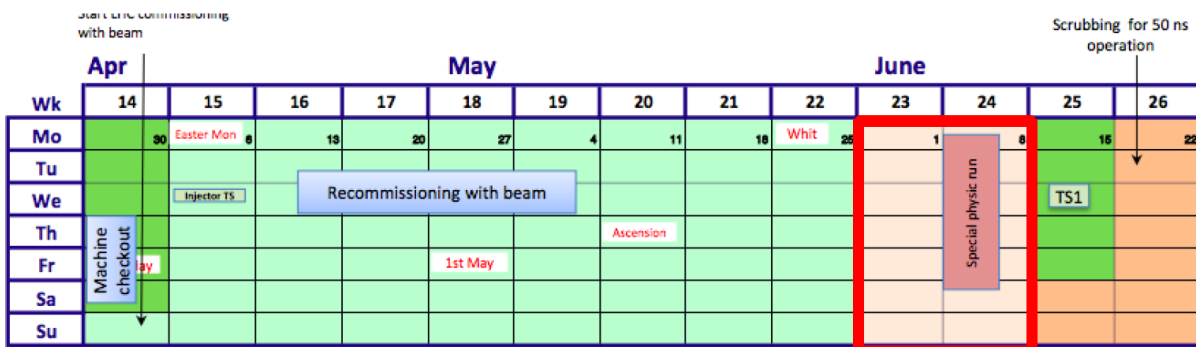 Start LHC commissioning
with beam
Scrubbing for 50 ns
operation
Apr May June
Wk 14 15 16 17 18 19 20 21 22 23 24 25 26
Mo 30 Easter Mon 6 13 20 27 4 11 18 Whit 25 1 8 15 22
Tu
We Injector TS Recommissioning with beam TS1
Th Ascension
Fr 1st May
Sa
Su
Machine
checkout
Special physic run